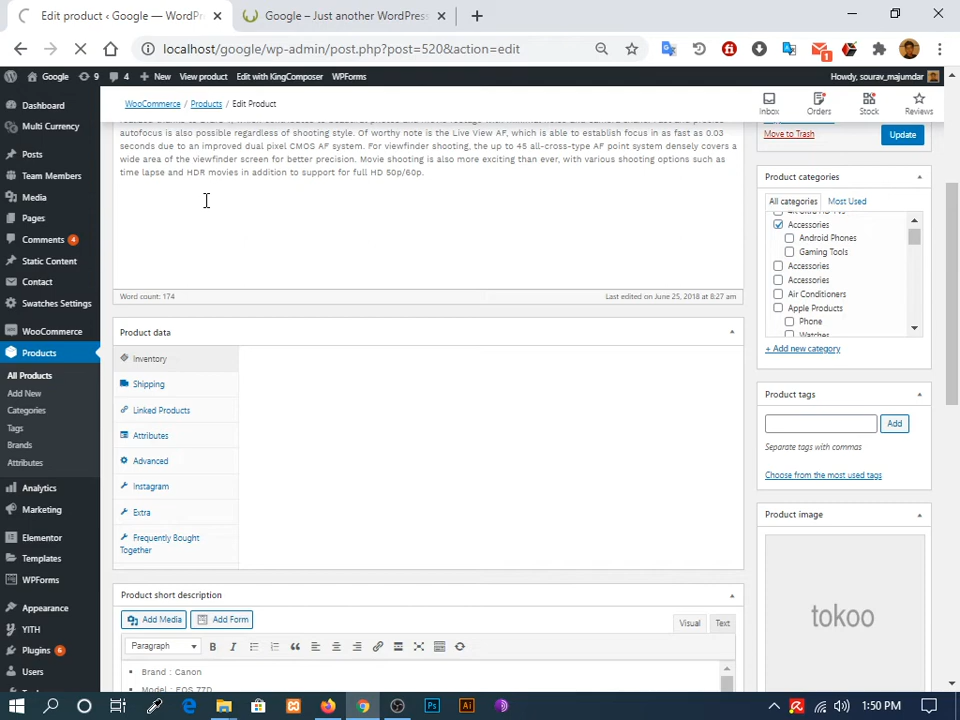 Edit product ‹ Google — WordPr
Google – Just another WordPress
localhost/google/wp-admin/post.php?post=520&action=edit
Google
9
4
New
View product
Edit with KingComposer
WPForms
Howdy, sourav_majumdar
WooCommerce / Products / Edit Product
Inbox
Orders
Stock
Reviews
Dashboard
Multi Currency
Posts
Team Members
Media
Pages
Comments 4
Static Content
Contact
Swatches Settings
WooCommerce
Products
All Products
Add New
Categories
Tags
Brands
Attributes
Analytics
Marketing
Elementor
Templates
WPForms
Appearance
YITH
Plugins 6
Users
autofocus is also possible regardless of shooting style. Of worthy note is the Live View AF, which is able to establish focus in as fast as 0.03
seconds due to an improved dual pixel CMOS AF system. For viewfinder shooting, the up to 45 all-cross-type AF point system densely covers a
wide area of the viewfinder screen for better precision. Movie shooting is also more exciting than ever, with various shooting options such as
time lapse and HDR movies in addition to support for full HD 50p/60p.
Word count: 174
Last edited on June 25, 2018 at 8:27 am
Product data
Inventory
Shipping
Linked Products
Attributes
Advanced
Instagram
Extra
Frequently Bought
Together
Product short description
Add Media
Add Form
Visual
Text
Paragraph
B
I
Brand : Canon
Model : EOS 77D
Move to Trash
Update
Product categories
All categories
Most Used
4K Ultra HD TVs
Accessories
Android Phones
Gaming Tools
Accessories
Accessories
Air Conditioners
Apple Products
Phone
Watches
+ Add new category
Product tags
Add
Separate tags with commas
Choose from the most used tags
Product image
tokoo
1:50 PM